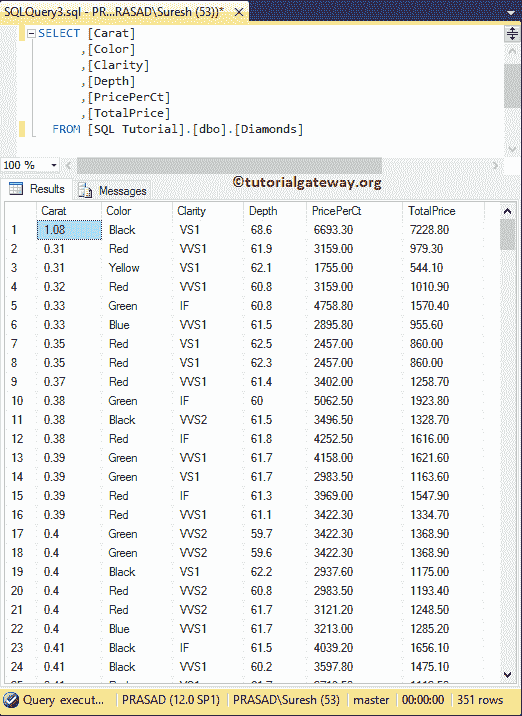 SQLQuery3.sql - PR...RASAD\Suresh (53))*
SELECT [Carat]
,[Color]
,[Clarity]
,[Depth]
,[PricePerCt]
,[TotalPrice]
FROM [SQL Tutorial].[dbo].[Diamonds]
100 %
©tutorialgateway.org
Results Messages
Carat Color Clarity Depth PricePerCt TotalPrice
1 1.08 Black VS1 68.6 6693.30 7228.80
2 0.31 Red VVS1 61.9 3159.00 979.30
3 0.31 Yellow VS1 62.1 1755.00 544.10
4 0.32 Red VVS1 60.8 3159.00 1010.90
5 0.33 Green IF 60.8 4758.80 1570.40
6 0.33 Blue VVS1 61.5 2895.80 955.60
7 0.35 Red VS1 62.5 2457.00 860.00
8 0.35 Red VS1 62.3 2457.00 860.00
9 0.37 Red VVS1 61.4 3402.00 1258.70
10 0.38 Green IF 60 5062.50 1923.80
11 0.38 Black VVS2 61.5 3496.50 1328.70
12 0.38 Red IF 61.8 4252.50 1616.00
13 0.39 Green VVS1 61.7 4158.00 1621.60
14 0.39 Green VS1 61.7 2983.50 1163.60
15 0.39 Red IF 61.3 3969.00 1547.90
16 0.39 Red VVS1 61.1 3422.30 1334.70
17 0.4 Green VVS2 59.7 3422.30 1368.90
18 0.4 Green VVS2 59.6 3422.30 1368.90
19 0.4 Black VS1 62.2 2937.60 1175.00
20 0.4 Red VVS2 60.8 2983.50 1193.40
21 0.4 Red VVS2 61.7 3121.20 1248.50
22 0.4 Blue VVS1 61.7 3213.00 1285.20
23 0.41 Black IF 61.5 4039.20 1656.10
24 0.41 Black VVS1 60.2 3597.80 1475.10
Query execut... PRASAD (12.0 SP1) PRASAD\Suresh (53) master 00:00:00 351 rows